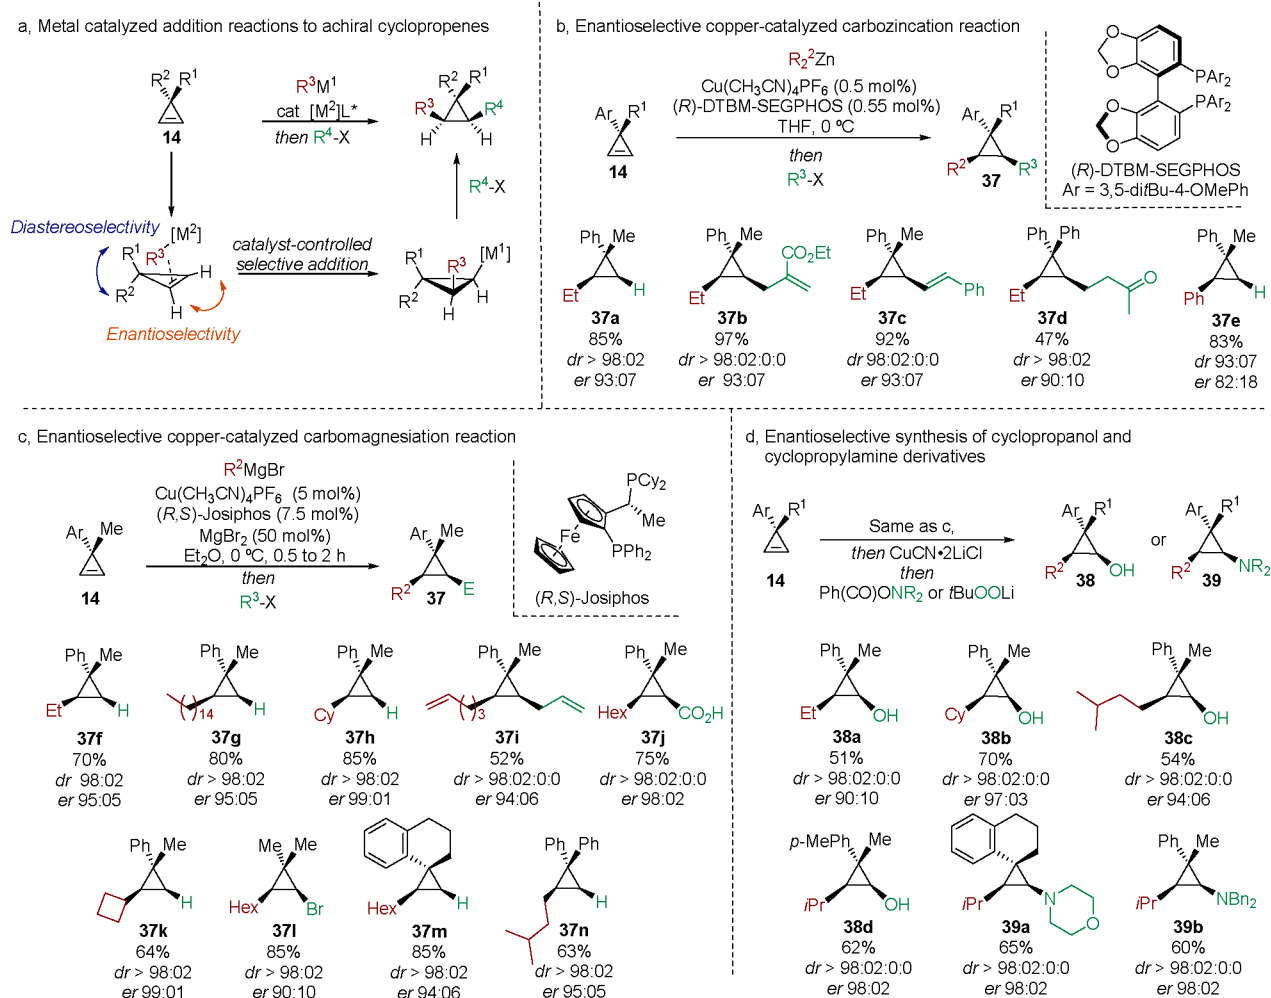 a, Metal catalyzed addition reactions to achiral cyclopropenes
R2 R1
14
R3M1
cat [M2]L*
then R4-X
R2 R1
R3 R4
H H
R4-X
Diastereoselectivity
[M2]
R3
R1
R2
H
H
Enantioselectivity
catalyst-controlled
selective addition
[M1]
R1 R3
R2
H
H
b, Enantioselective copper-catalyzed carbozincation reaction
Ar R1
14
R22Zn
Cu(CH3CN)4PF6 (0.5 mol%)
(R)-DTBM-SEGPHOS (0.55 mol%)
THF, 0 ºC
then
R3-X
Ar R1
R2 R3
37
O
O
PAr2
PAr2
O
O
(R)-DTBM-SEGPHOS
Ar = 3,5-ditBu-4-OMePh
Ph Me
Et H
37a
85%
dr > 98:02
er 93:07
Ph Me
CO2Et
Et
37b
97%
dr > 98:02:0:0
er 93:07
Ph Me
Et Ph
37c
92%
dr 98:02:0:0
er 93:07
Ph Ph
Et O
37d
47%
dr > 98:02
er 90:10
Ph Me
Ph H
37e
83%
dr 93:07
er 82:18
c, Enantioselective copper-catalyzed carbomagnesiation reaction
Ar Me
14
R2MgBr
Cu(CH3CN)4PF6 (5 mol%)
(R,S)-Josiphos (7.5 mol%)
MgBr2 (50 mol%)
Et2O, 0 ºC, 0.5 to 2 h
then
R3-X
Ar Me
R2 E
37
PCy2
Me
Fe
PPh2
(R,S)-Josiphos
Ph Me
Et H
37f
70%
dr 98:02
er 95:05
Ph Me
( )14 H
37g
80%
dr > 98:02
er 95:05
Ph Me
Cy H
37h
85%
dr > 98:02
er 99:01
Ph Me
( )3
37i
52%
dr > 98:02:0:0
er 94:06
Ph Me
Hex CO2H
37j
75%
dr > 98:02:0:0
er 98:02
Ph Me
H
37k
64%
dr > 98:02
er 99:01
Me Me
Hex Br
37l
85%
dr > 98:02
er 90:10
Hex H
37m
85%
dr > 98:02
er 94:06
Ph Ph
H
37n
63%
dr > 98:02
er 95:05
d, Enantioselective synthesis of cyclopropanol and
cyclopropylamine derivatives
Ar R1
14
Same as c,
then CuCN•2LiCl
then
Ph(CO)ONR2 or tBuOOLi
Ar R1
R2 OH
38
or
Ar R1
R2 NR2
39
Ph Me
Et OH
38a
51%
dr > 98:02:0:0
er 90:10
Ph Me
Cy OH
38b
70%
dr > 98:02:0:0
er 97:03
Ph Me
OH
38c
54%
dr > 98:02:0:0
er 94:06
p-MePh Me
iPr OH
38d
62%
dr > 98:02:0:0
er 98:02
iPr N
O
39a
65%
dr > 98:02:0:0
er 98:02
Ph Me
iPr NBn2
39b
60%
dr > 98:02:0:0
er 98:02